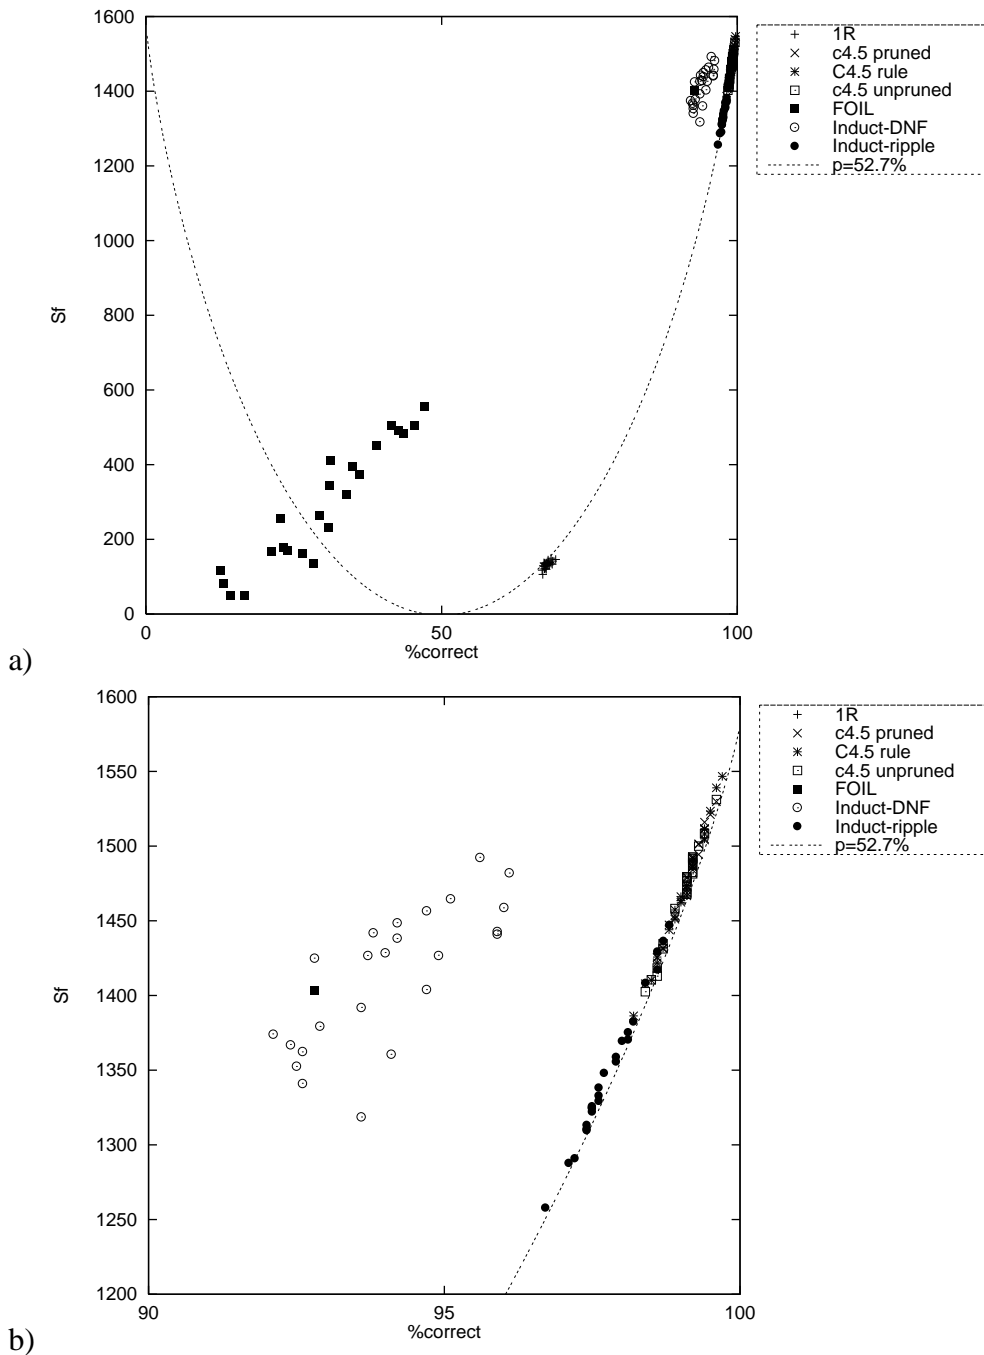 1600
1400
1200
1000
800
600
400
200
0
Sf
0
50
100
%correct
1R
c4.5 pruned
C4.5 rule
c4.5 unpruned
FOIL
Induct-DNF
Induct-ripple
p=52.7%
a)
1600
1550
1500
1450
1400
1350
1300
1250
1200
Sf
90
95
100
%correct
1R
c4.5 pruned
C4.5 rule
c4.5 unpruned
FOIL
Induct-DNF
Induct-ripple
p=52.7%
b)